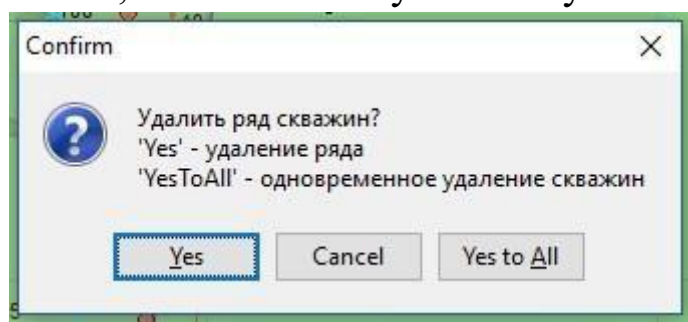 Confirm
Удалить ряд скважин?
'Yes' - удаление ряда
'YesToAll' - одновременное удаление скважин
Yes
Cancel
Yes to All